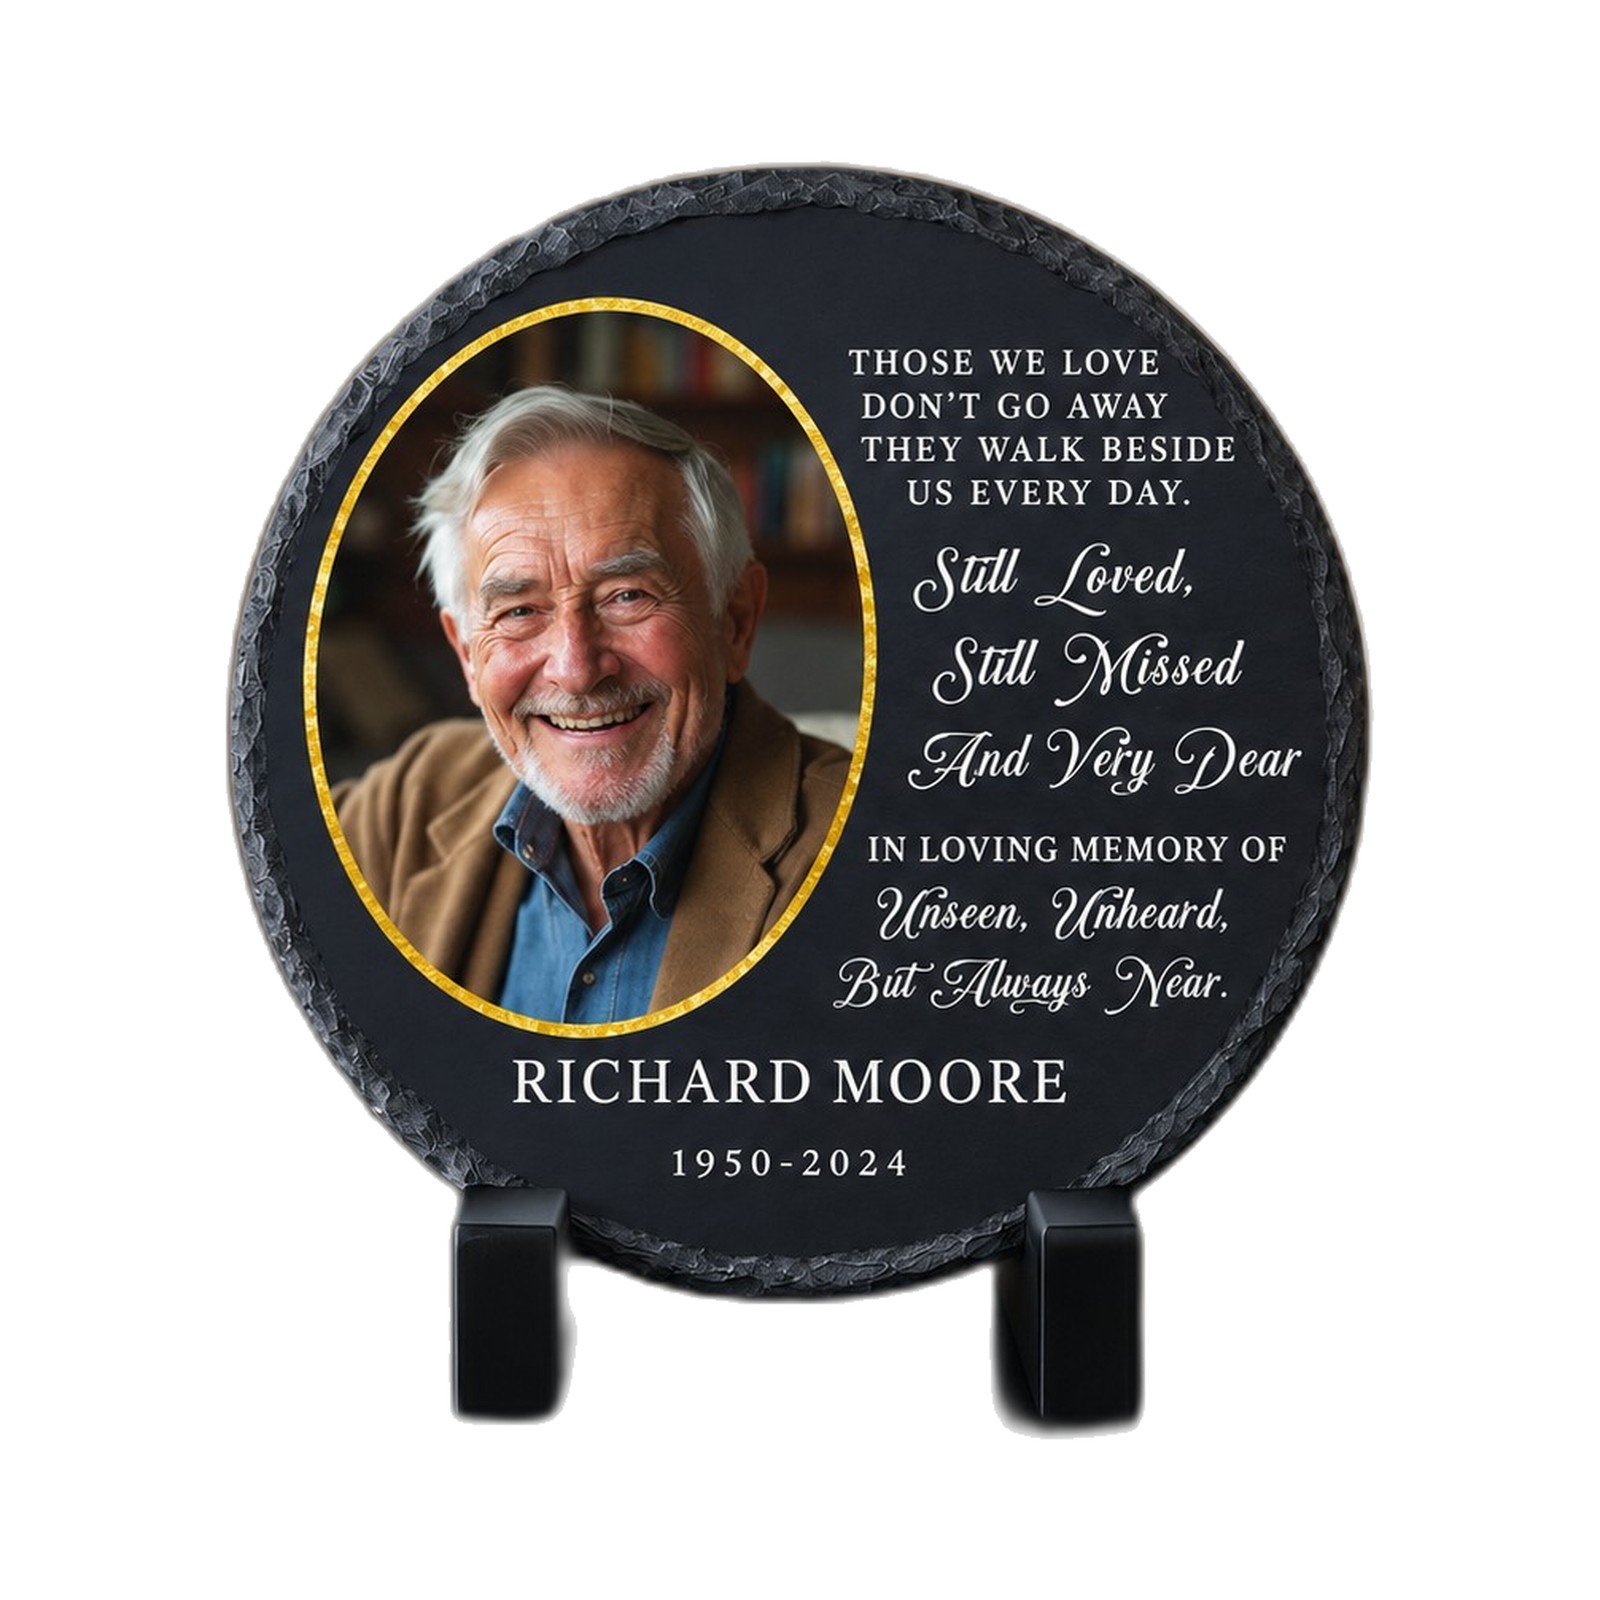 THOSE WE LOVE
DON’T GO AWAY
THEY WALK BESIDE
US EVERY DAY.
Still Loved,
Still Missed
And Very Dear
IN LOVING MEMORY OF
Unseen, Unheard,
But Always Near.
RICHARD MOORE
1950-2024